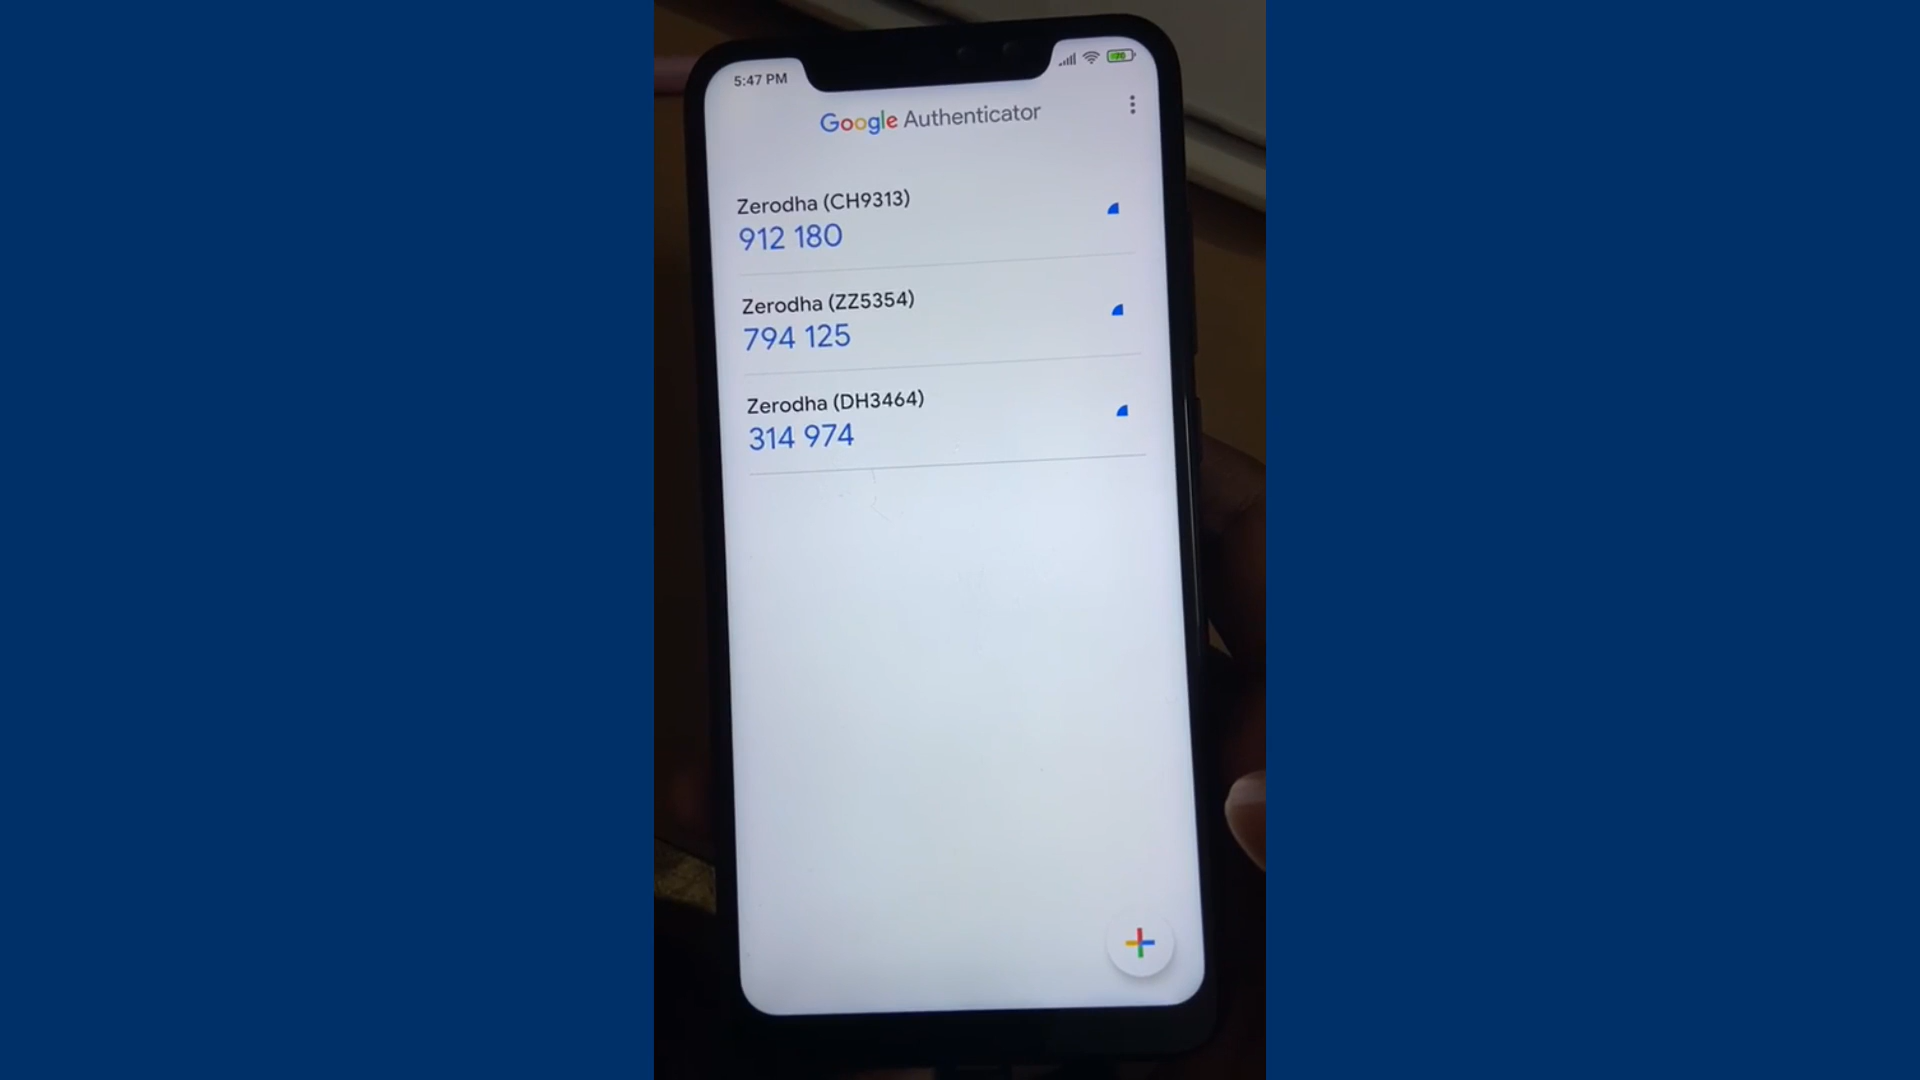 5:47 PM
Google Authenticator
Zerodha (CH9313)
912 180
Zerodha (ZZ5354)
794 125
Zerodha (DH3464)
314 974